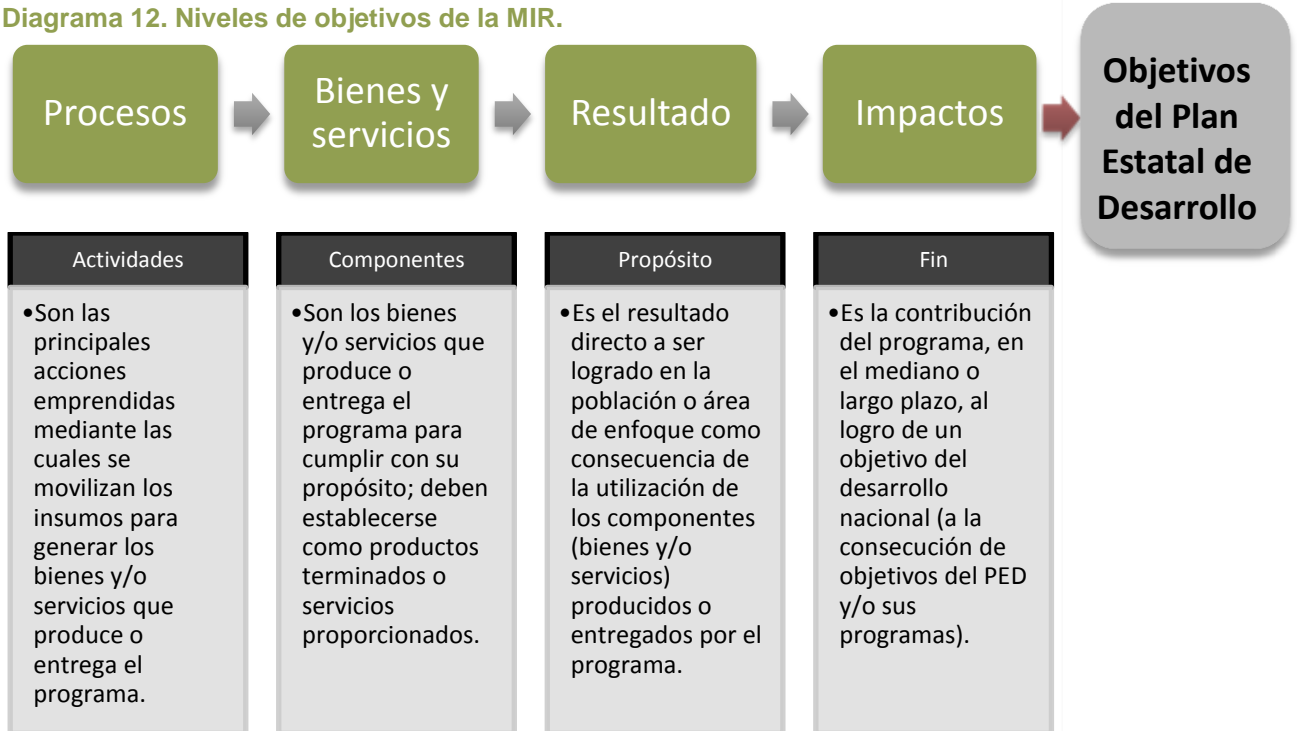 Diagrama 12. Niveles de objetivos de la MIR.
Procesos
Bienes y
servicios
Resultado
Impactos
Objetivos
del Plan
Estatal de
Desarrollo
Actividades
•Son las
principales
acciones
emprendidas
mediante las
cuales se
movilizan los
insumos para
generar los
bienes y/o
servicios que
produce o
entrega el
programa.
Componentes
•Son los bienes
y/o servicios que
produce o
entrega el
programa para
cumplir con su
propósito; deben
establecerse
como productos
terminados o
servicios
proporcionados.
Propósito
•Es el resultado
directo a ser
logrado en la
población o área
de enfoque como
consecuencia de
la utilización de
los componentes
(bienes y/o
servicios)
producidos o
entregados por el
programa.
Fin
•Es la contribución
del programa, en
el mediano o
largo plazo, al
logro de un
objetivo del
desarrollo
nacional (a la
consecución de
objetivos del PED
y/o sus
programas).